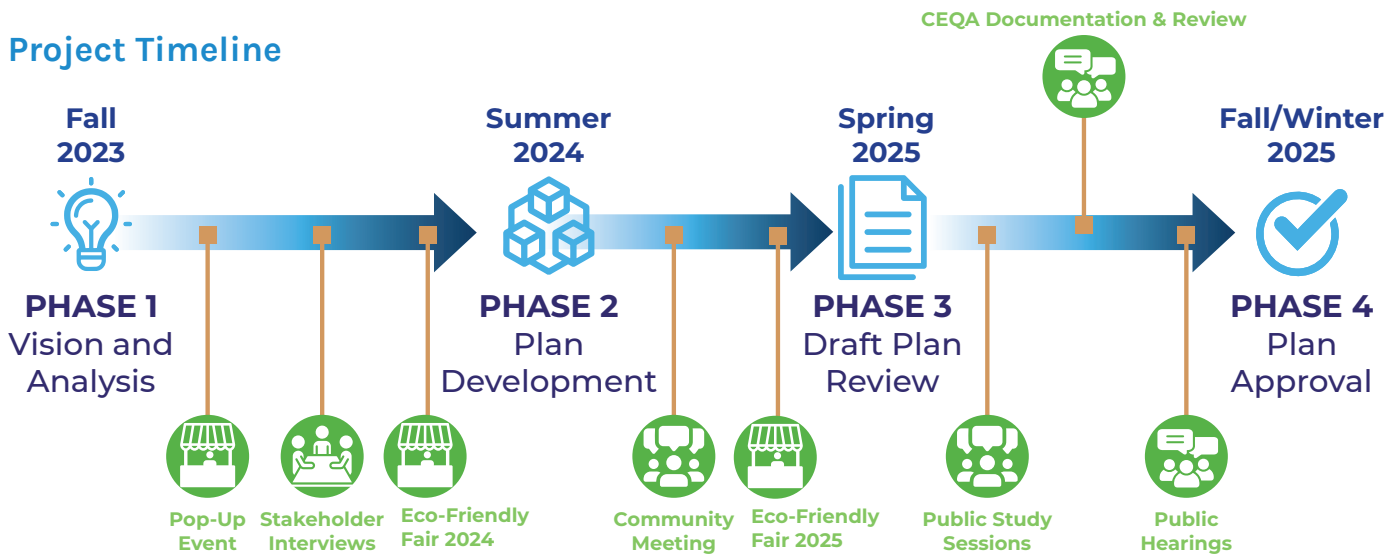 Project Timeline
CEQA Documentation & Review
Fall
2023
Summer
2024
Spring
2025
Fall/Winter
2025
PHASE 1
Vision and
Analysis
PHASE 2
Plan
Development
PHASE 3
Draft Plan
Review
PHASE 4
Plan
Approval
Pop-Up
Event
Stakeholder
Interviews
Eco-Friendly
Fair 2024
Community
Meeting
Eco-Friendly
Fair 2025
Public Study
Sessions
Public
Hearings